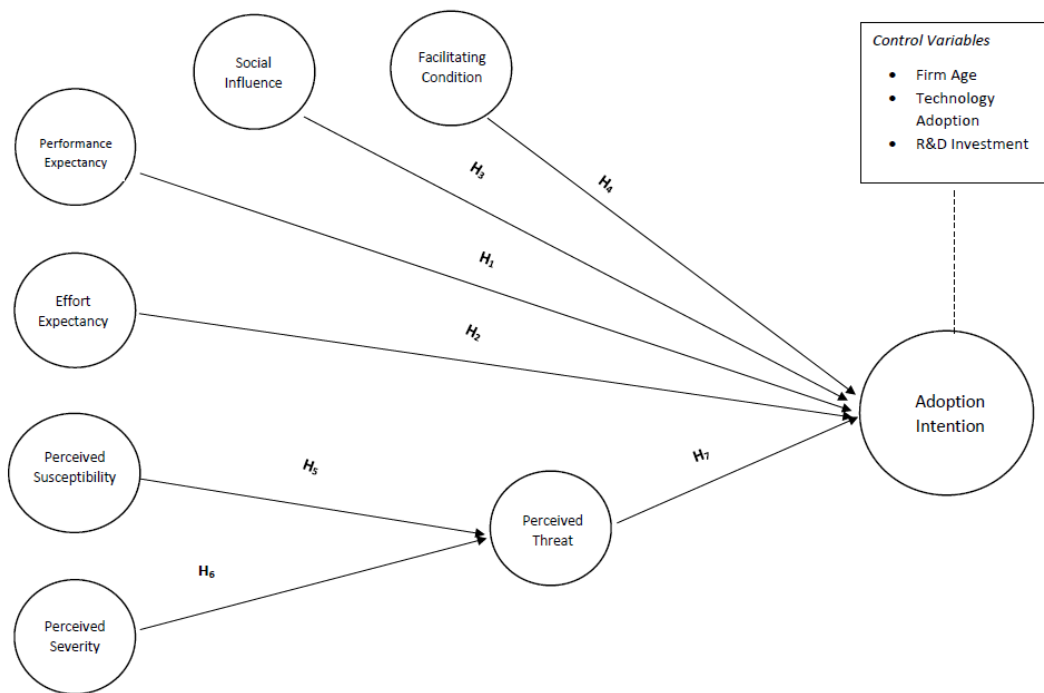 Control Variables
• Firm Age
• Technology
Adoption
• R&D Investment
Social
Influence
Facilitating
Condition
Performance
Expectancy
H3
H4
H1
Effort
Expectancy
H2
Adoption
Intention
Perceived
Susceptibility
H5
H7
Perceived
Threat
H6
Perceived
Severity